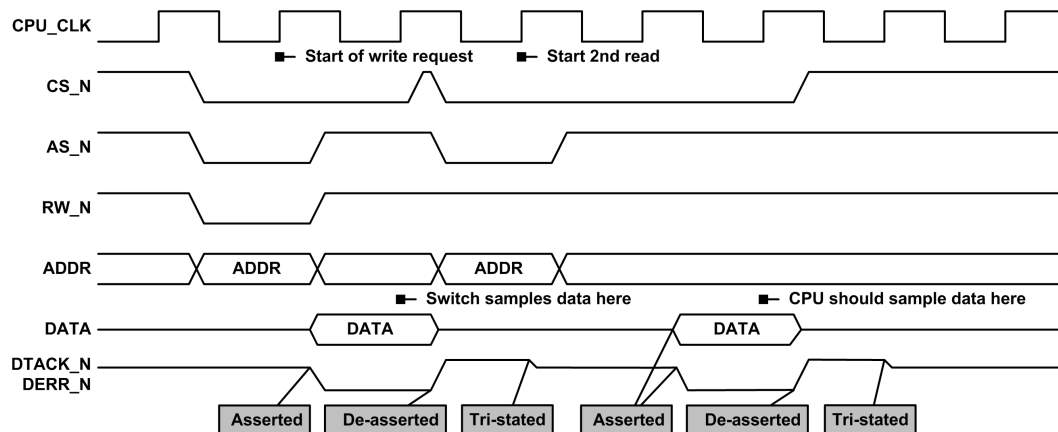 CPU_CLK
Start of write request
Start 2nd read
CS_N
AS_N
RW_N
ADDR
ADDR
ADDR
Switch samples data here
CPU should sample data here
DATA
DATA
DATA
DTACK_N
DERR_N
Asserted
De-asserted
Tri-stated
Asserted
De-asserted
Tri-stated